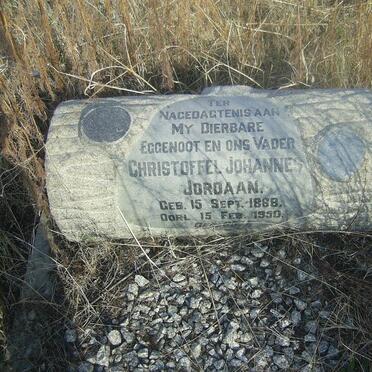 TER
NAGEDAGTENIS AAN
MY DIERBARE
EGGENOOT EN ONS VADER
CHRISTOFFEL JOHANNES
JORDAAN.
GEB. 15 SEPT. 1868.
OORL. 15 FEB. 1950.